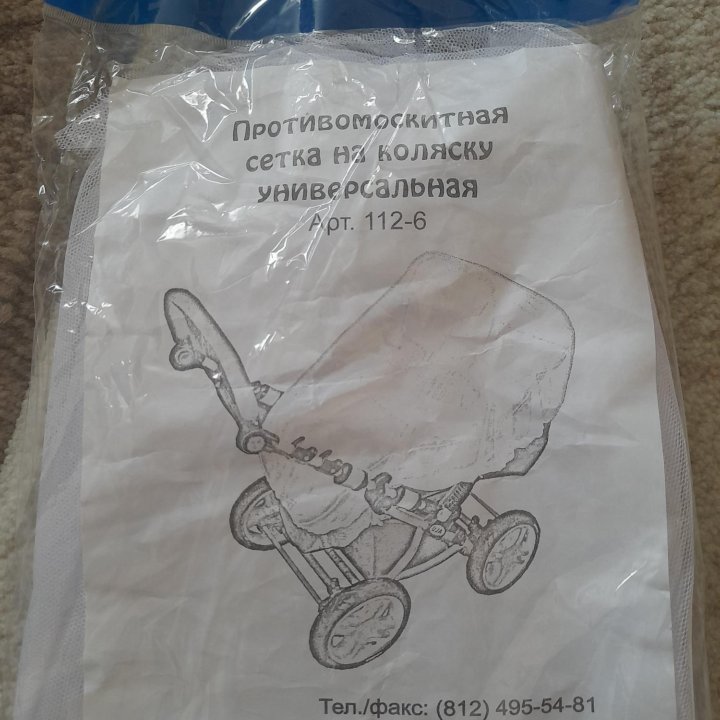 Противомоскитная
сетка на коляску
универсальная
Арт. 112-6
Тел./факс: (812) 495-54-81